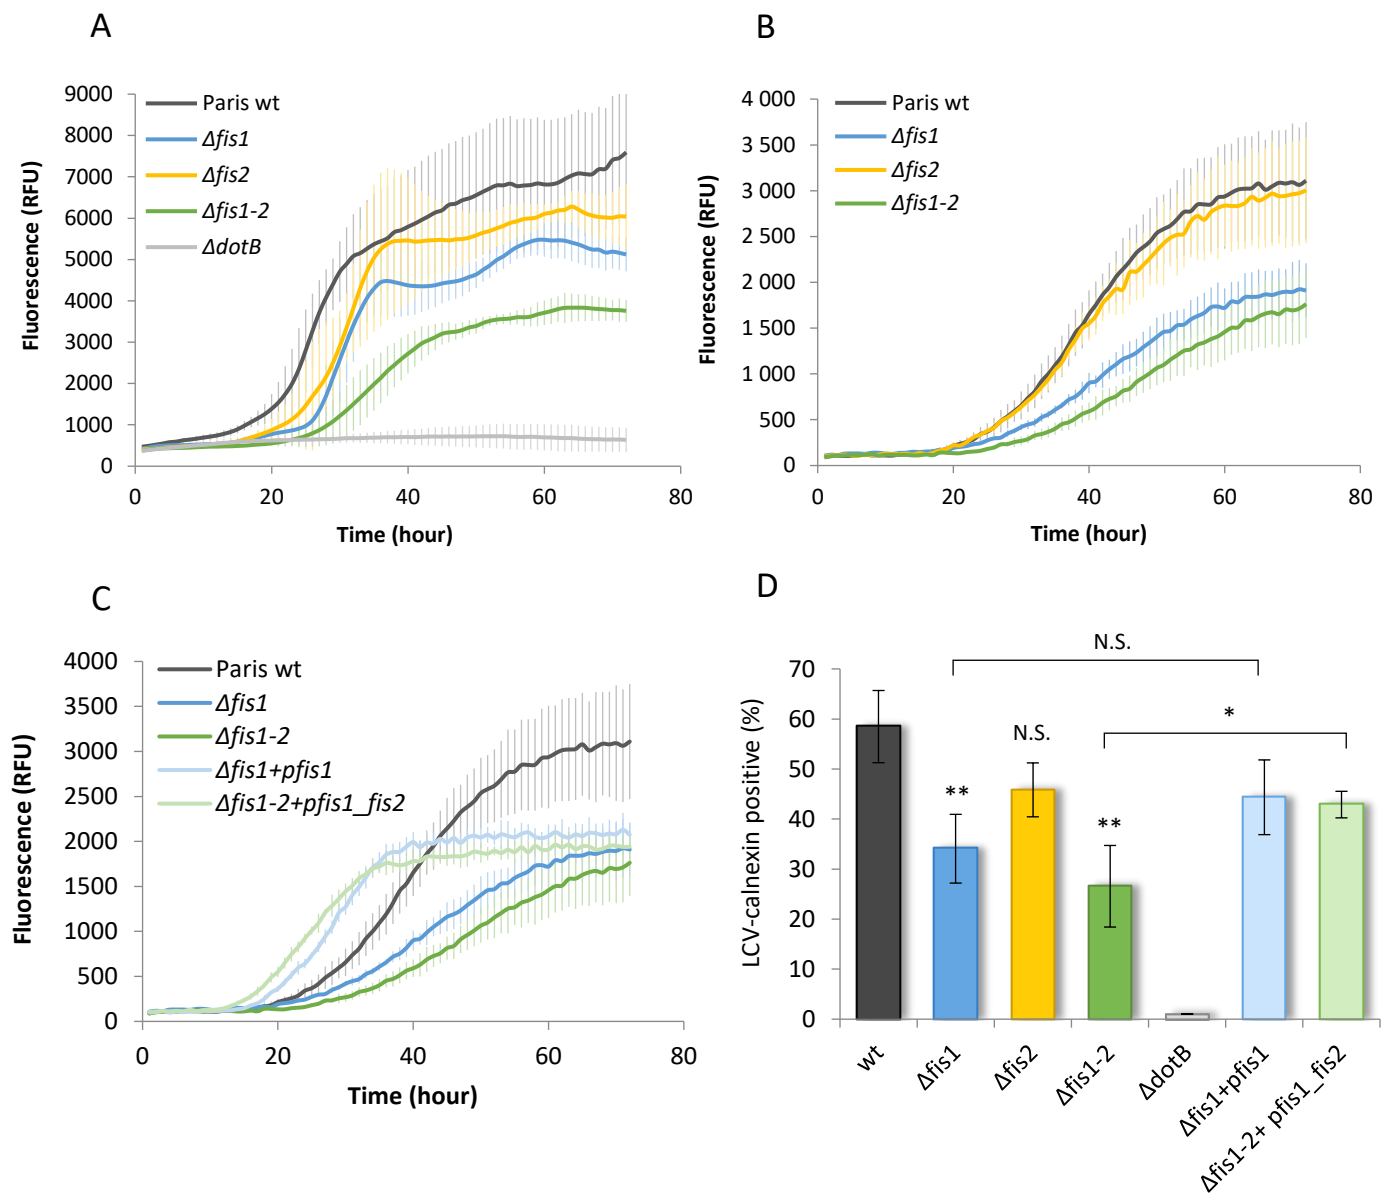 A
9000
8000
7000
6000
5000
4000
3000
2000
1000
0
0
20
40
60
80
Fluorescence (RFU)
Time (hour)
Paris wt
Δfis1
Δfis2
Δfis1-2
ΔdotB
B
4 000
3 500
3 000
2 500
2 000
1 500
1 000
500
0
0
20
40
60
80
Fluorescence (RFU)
Time (hour)
Paris wt
Δfis1
Δfis2
Δfis1-2
C
4000
3500
3000
2500
2000
1500
1000
500
0
0
20
40
60
80
Fluorescence (RFU)
Time (hour)
Paris wt
Δfis1
Δfis1-2
Δfis1+pfis1
Δfis1-2+pfis1_fis2
D
N.S.
*
N.S.
**
**
70
60
50
40
30
20
10
0
LCV-calnexin positive (%)
wt
Δfis1
Δfis2
Δfis1-2
ΔdotB
Δfis1+pfis1
Δfis1-2+ pfis1_fis2